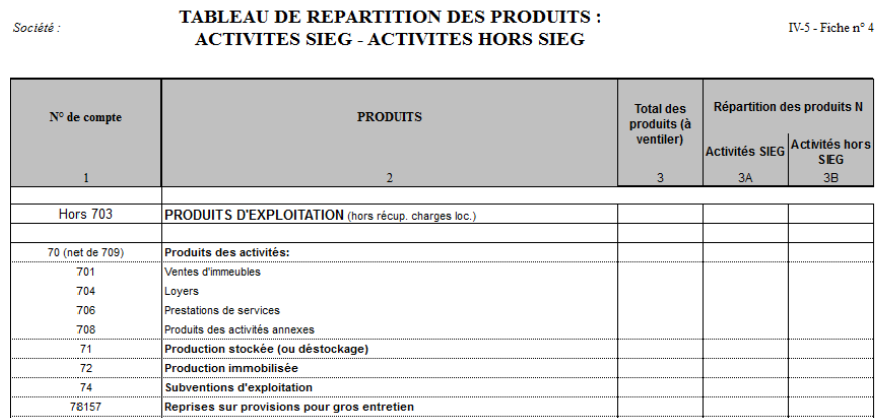 TABLEAU DE REPARTITION DES PRODUITS :
Société :
IV-5 - Fiche n° 4
ACTIVITES SIEG - ACTIVITES HORS SIEG
N° de compte
PRODUITS
Total des produits (à ventiler)
Répartition des produits N
Activités SIEG
Activités hors SIEG
1 2 3 3A 3B
Hors 703 PRODUITS D'EXPLOITATION (hors récup. charges loc.)
70 (net de 709) Produits des activités:
701 Ventes d'immeubles
704 Loyers
706 Prestations de services
708 Produits des activités annexes
71 Production stockée (ou déstockage)
72 Production immobilisée
74 Subventions d'exploitation
78157 Reprises sur provisions pour gros entretien